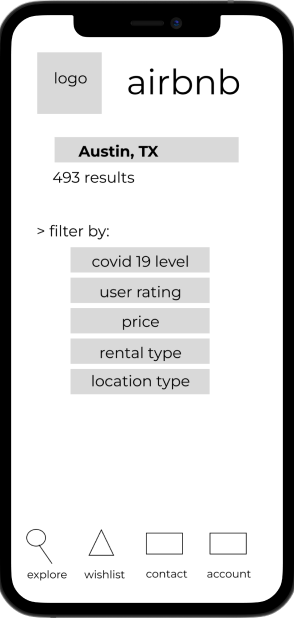 logo
airbnb
Austin, TX
493 results
> filter by:
covid 19 level
user rating
price
rental type
location type
explore wishlist contact account